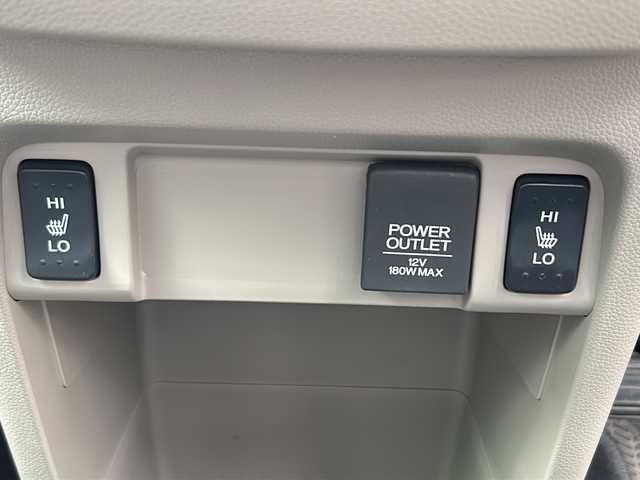 HI
LO
POWER
OUTLET
12V
180W MAX
HI
LO